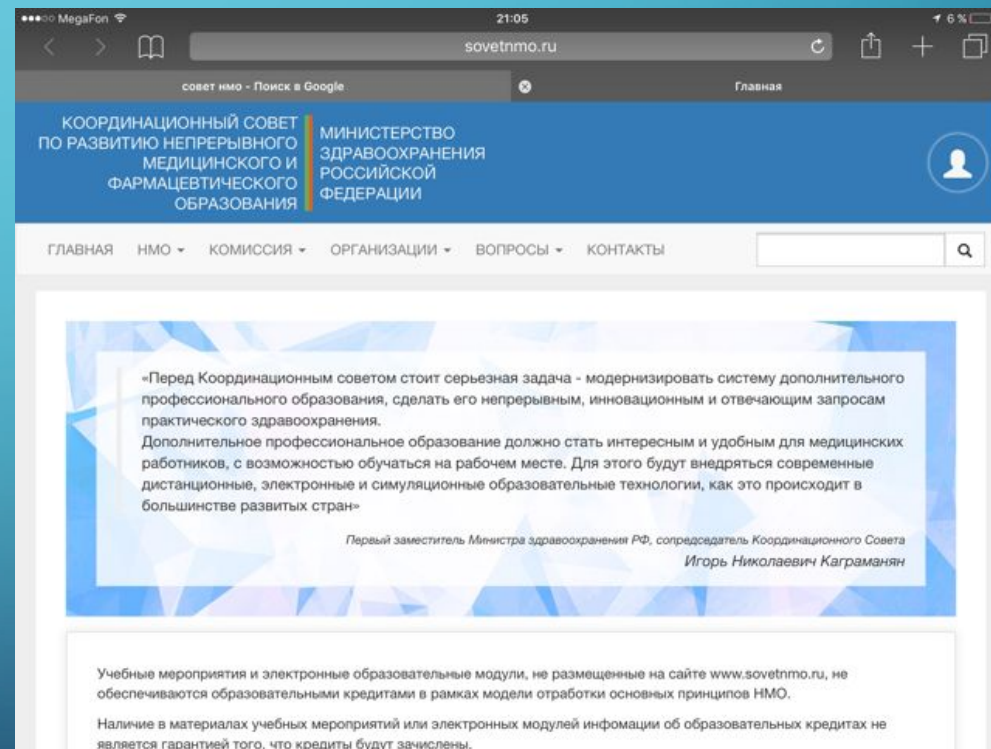 MegaFon 21:05 6 %
sovetnmo.ru
совет нмо - Поиск в Google Главная
КООРДИНАЦИОННЫЙ СОВЕТ
ПО РАЗВИТИЮ НЕПРЕРЫВНОГО
МЕДИЦИНСКОГО И
ФАРМАЦЕВТИЧЕСКОГО
ОБРАЗОВАНИЯ
МИНИСТЕРСТВО
ЗДРАВООХРАНЕНИЯ
РОССИЙСКОЙ
ФЕДЕРАЦИИ
ГЛАВНАЯ НМО КОМИССИЯ ОРГАНИЗАЦИИ ВОПРОСЫ КОНТАКТЫ
«Перед Координационным советом стоит серьезная задача - модернизировать систему дополнительного
профессионального образования, сделать его непрерывным, инновационным и отвечающим запросам
практического здравоохранения.
Дополнительное профессиональное образование должно стать интересным и удобным для медицинских
работников, с возможностью обучаться на рабочем месте. Для этого будут внедряться современные
дистанционные, электронные и симуляционные образовательные технологии, как это происходит в
большинстве развитых стран»
Первый заместитель Министра здравоохранения РФ, сопредседатель Координационного Совета
Игорь Николаевич Каграманян
Учебные мероприятия и электронные образовательные модули, не размещенные на сайте www.sovetnmo.ru, не
обеспечиваются образовательными кредитами в рамках модели отработки основных принципов НМО.
Наличие в материалах учебных мероприятий или электронных модулей инфомации об образовательных кредитах не
является гарантией того, что кредиты будут зачислены.